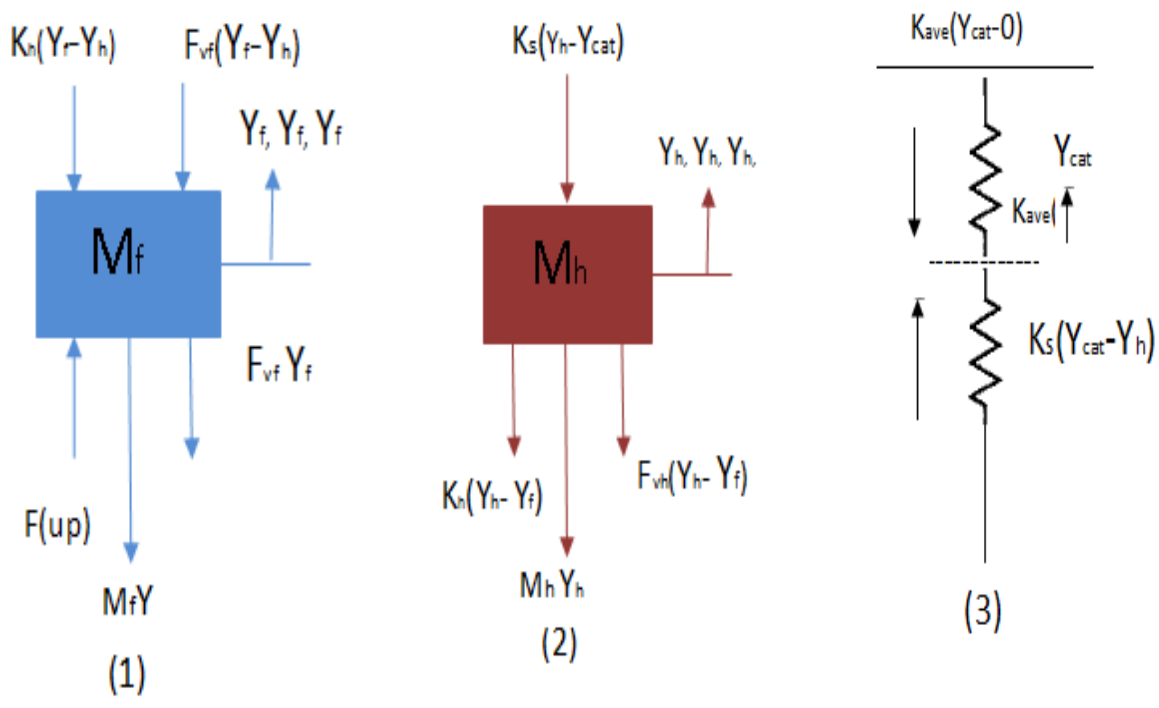 Kh(Yf-Yh)
Fvf(Yf-Yh)
Yf, Yf, Yf
Mf
Fvf Yf
F(up)
MfY
(1)
Ks(Yh-Ycat)
Yh, Yh, Yh,
Mh
Kh(Yh- Yf)
Fvh(Yh- Yf)
Mh Yh
(2)
Kave(Ycat-0)
Ycat
Kave(
Ks(Ycat-Yh)
(3)